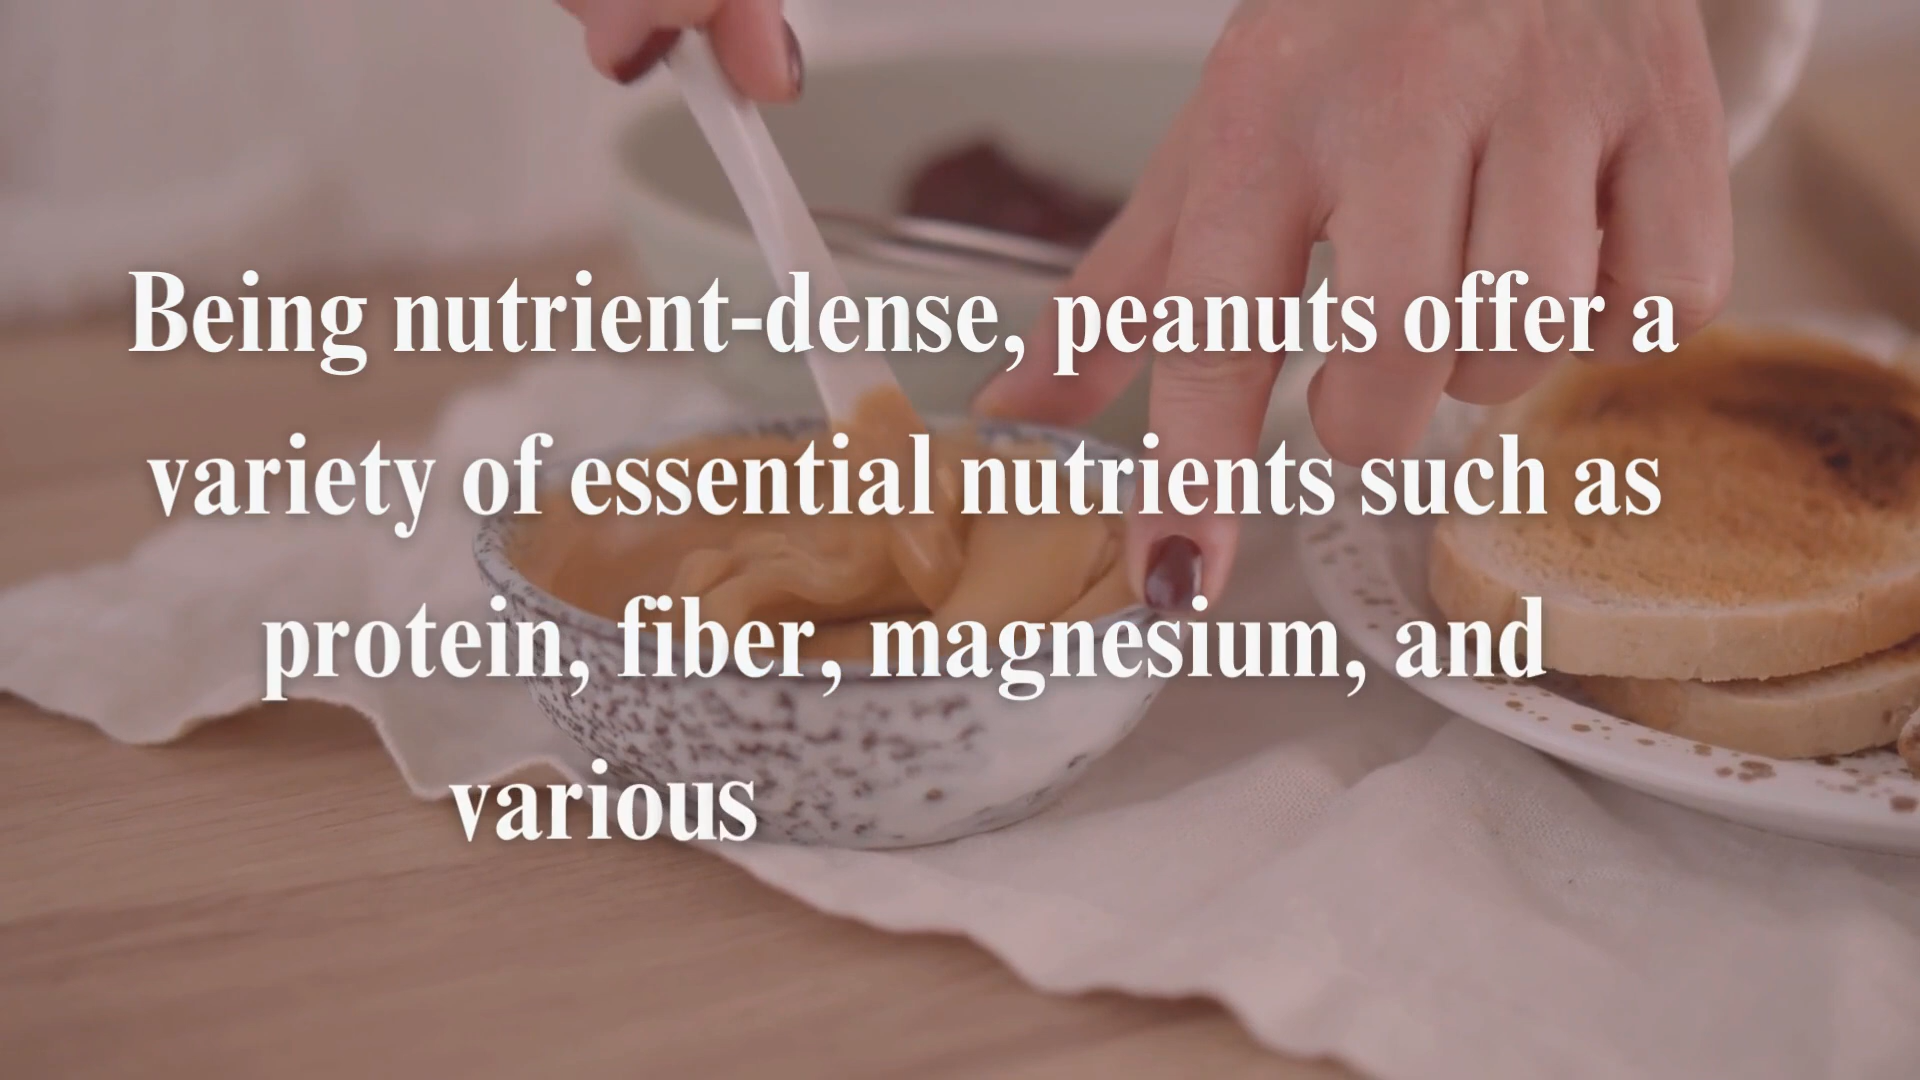 Being nutrient-dense, peanuts offer a
variety of essential nutrients such as
protein, fiber, magnesium, and
various